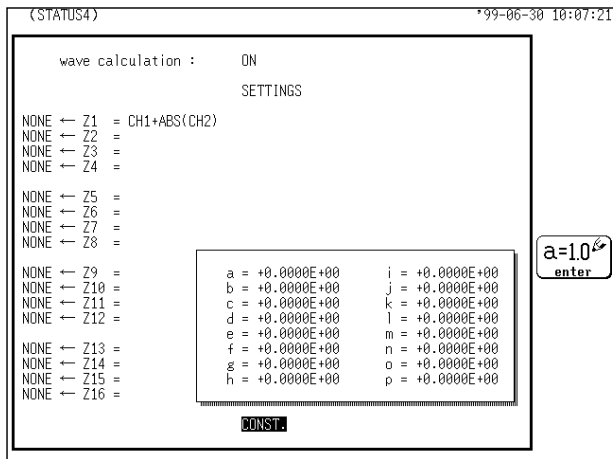 (STATUS4) '99-06-30 10:07:21
wave calculation : ON
SETTINGS
NONE ← Z1 = CH1+ABS(CH2)
NONE ← Z2 =
NONE ← Z3 =
NONE ← Z4 =
NONE ← Z5 =
NONE ← Z6 =
NONE ← Z7 =
NONE ← Z8 =
NONE ← Z9 =
NONE ← Z10 =
NONE ← Z11 =
NONE ← Z12 =
NONE ← Z13 =
NONE ← Z14 =
NONE ← Z15 =
NONE ← Z16 =
a = +0.0000E+00 i = +0.0000E+00
b = +0.0000E+00 j = +0.0000E+00
c = +0.0000E+00 k = +0.0000E+00
d = +0.0000E+00 l = +0.0000E+00
e = +0.0000E+00 m = +0.0000E+00
f = +0.0000E+00 n = +0.0000E+00
g = +0.0000E+00 o = +0.0000E+00
h = +0.0000E+00 p = +0.0000E+00
CONST.
a=1.0
enter